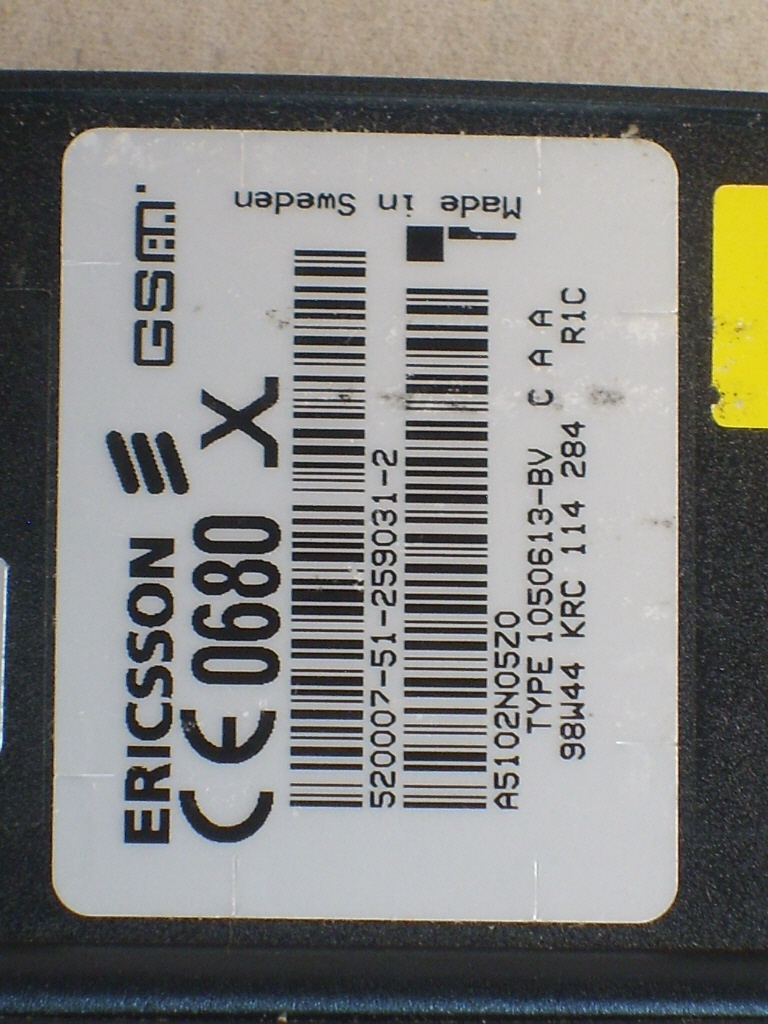 ERICSSON GSM
CE 0680 X
520007-51-259031-2
A5102N05Z0
TYPE 1050613-BV C A A
98W44 KRC 114 284 R1C
Made in Sweden